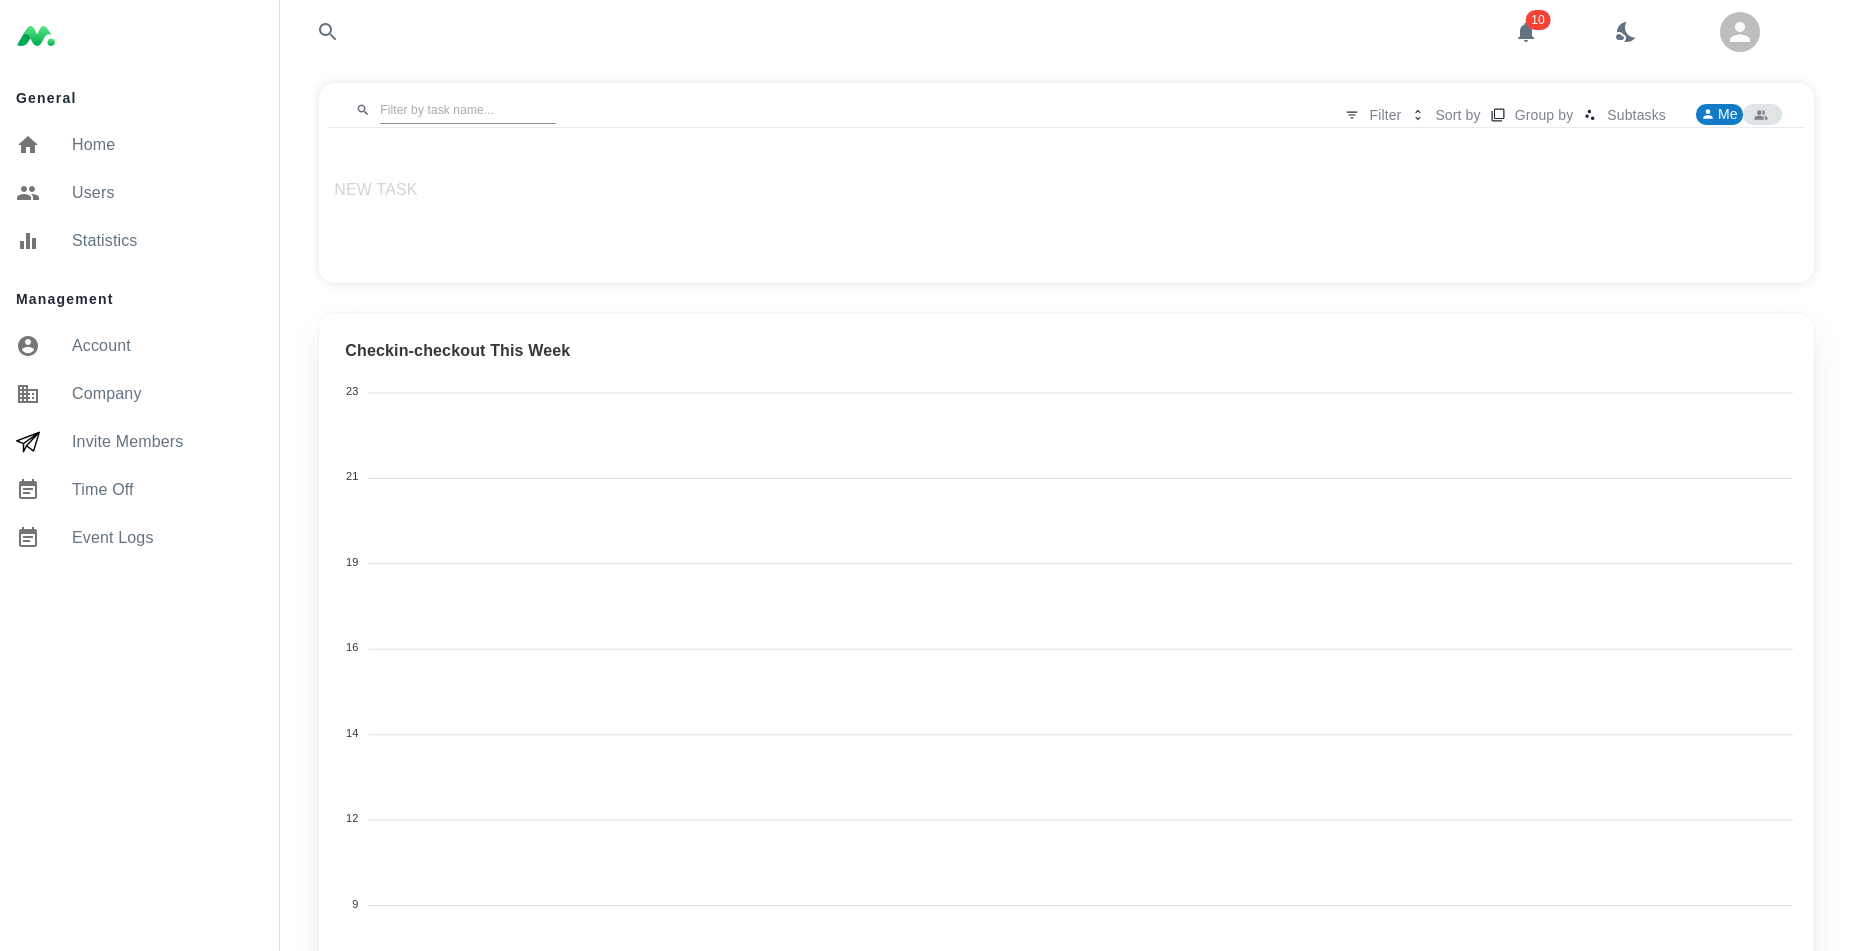 General
Home
Users
Statistics
Management
Account
Company
Invite Members
Time Off
Event Logs
10
Filter by task name...
Filter
Sort by
Group by
Subtasks
Me
NEW TASK
Checkin-checkout This Week
23
21
19
16
14
12
9